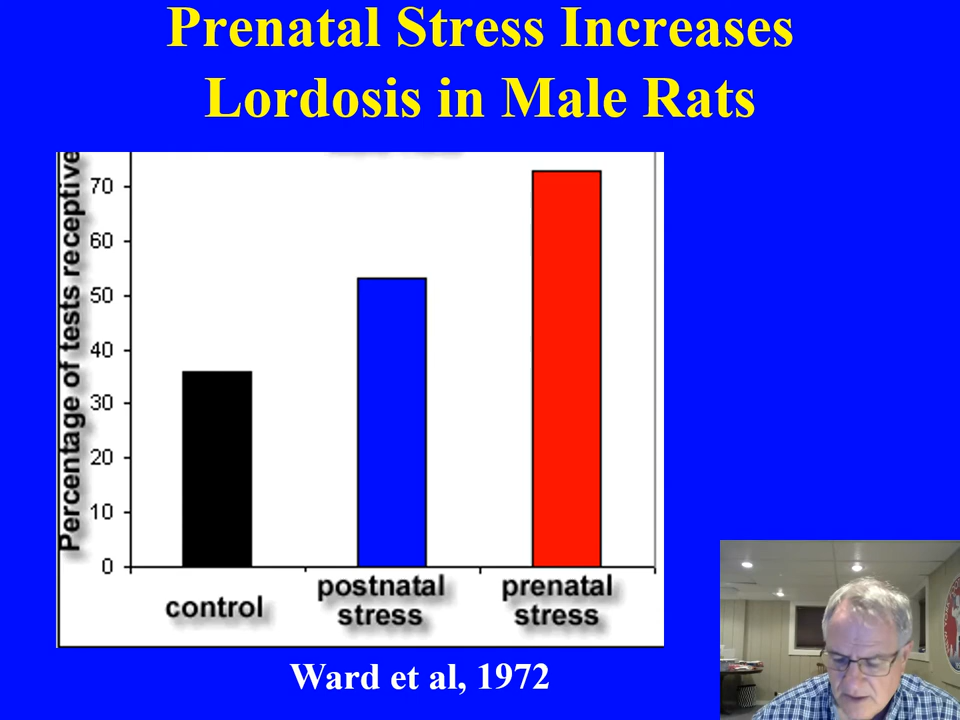 Prenatal Stress Increases
Lordosis in Male Rats
Percentage of tests receptive
70
60
50
40
30
20
10
0
control
postnatal
stress
prenatal
stress
Ward et al, 1972